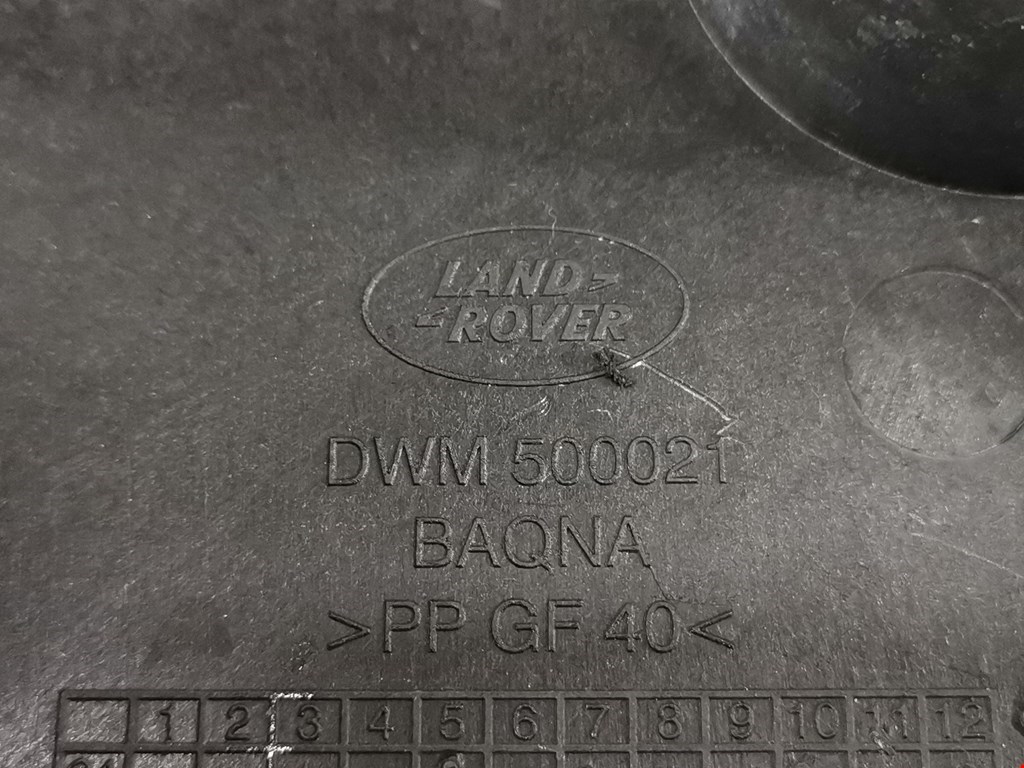 LAND
ROVER
DWM 500021
BAQNA
>PP GF 40<
1 2 3 4 5 6 7 8 9 10 11 12